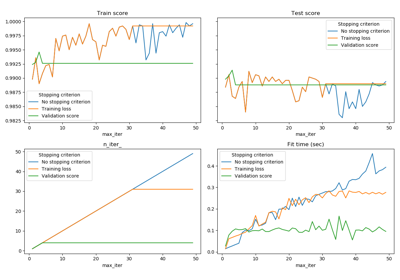 Train score
Test score
1.0000
0.9975
0.9950
0.9925
0.9900
0.9875
0.9850
0.9825
Stopping criterion
No stopping criterion
Training loss
Validation score
Stopping criterion
No stopping criterion
Training loss
Validation score
0 10 20 30 40 50
max_iter
0 10 20 30 40 50
max_iter
n_iter_
Fit time (sec)
50
40
30
20
10
0
Stopping criterion
No stopping criterion
Training loss
Validation score
0.4
0.3
0.2
0.1
0.0
Stopping criterion
No stopping criterion
Training loss
Validation score
0 10 20 30 40 50
max_iter
0 10 20 30 40 50
max_iter